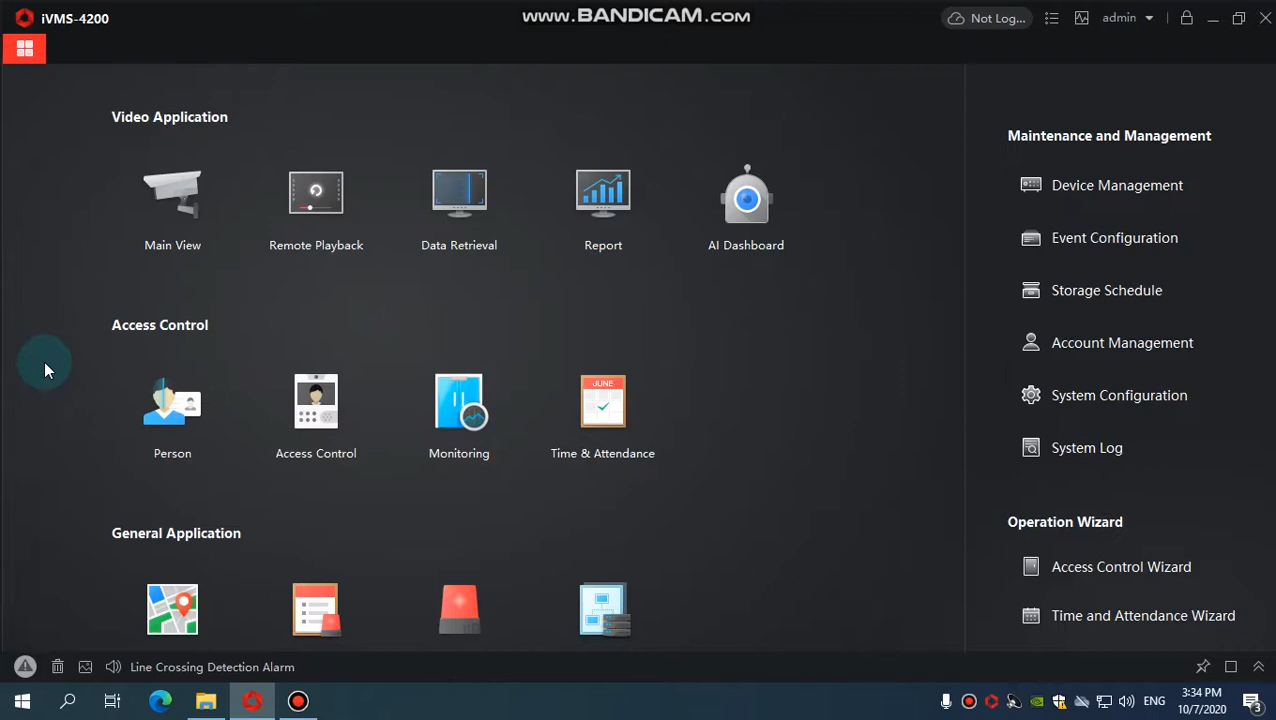 iVMS-4200
www.BANDICAM.com
Not Log...
admin
Video Application
Main View
Remote Playback
Data Retrieval
Report
AI Dashboard
Access Control
JUNE
Person
Access Control
Monitoring
Time & Attendance
General Application
Maintenance and Management
Device Management
Event Configuration
Storage Schedule
Account Management
System Configuration
System Log
Operation Wizard
Access Control Wizard
Time and Attendance Wizard
Line Crossing Detection Alarm
ENG
3:34 PM
10/7/2020
3